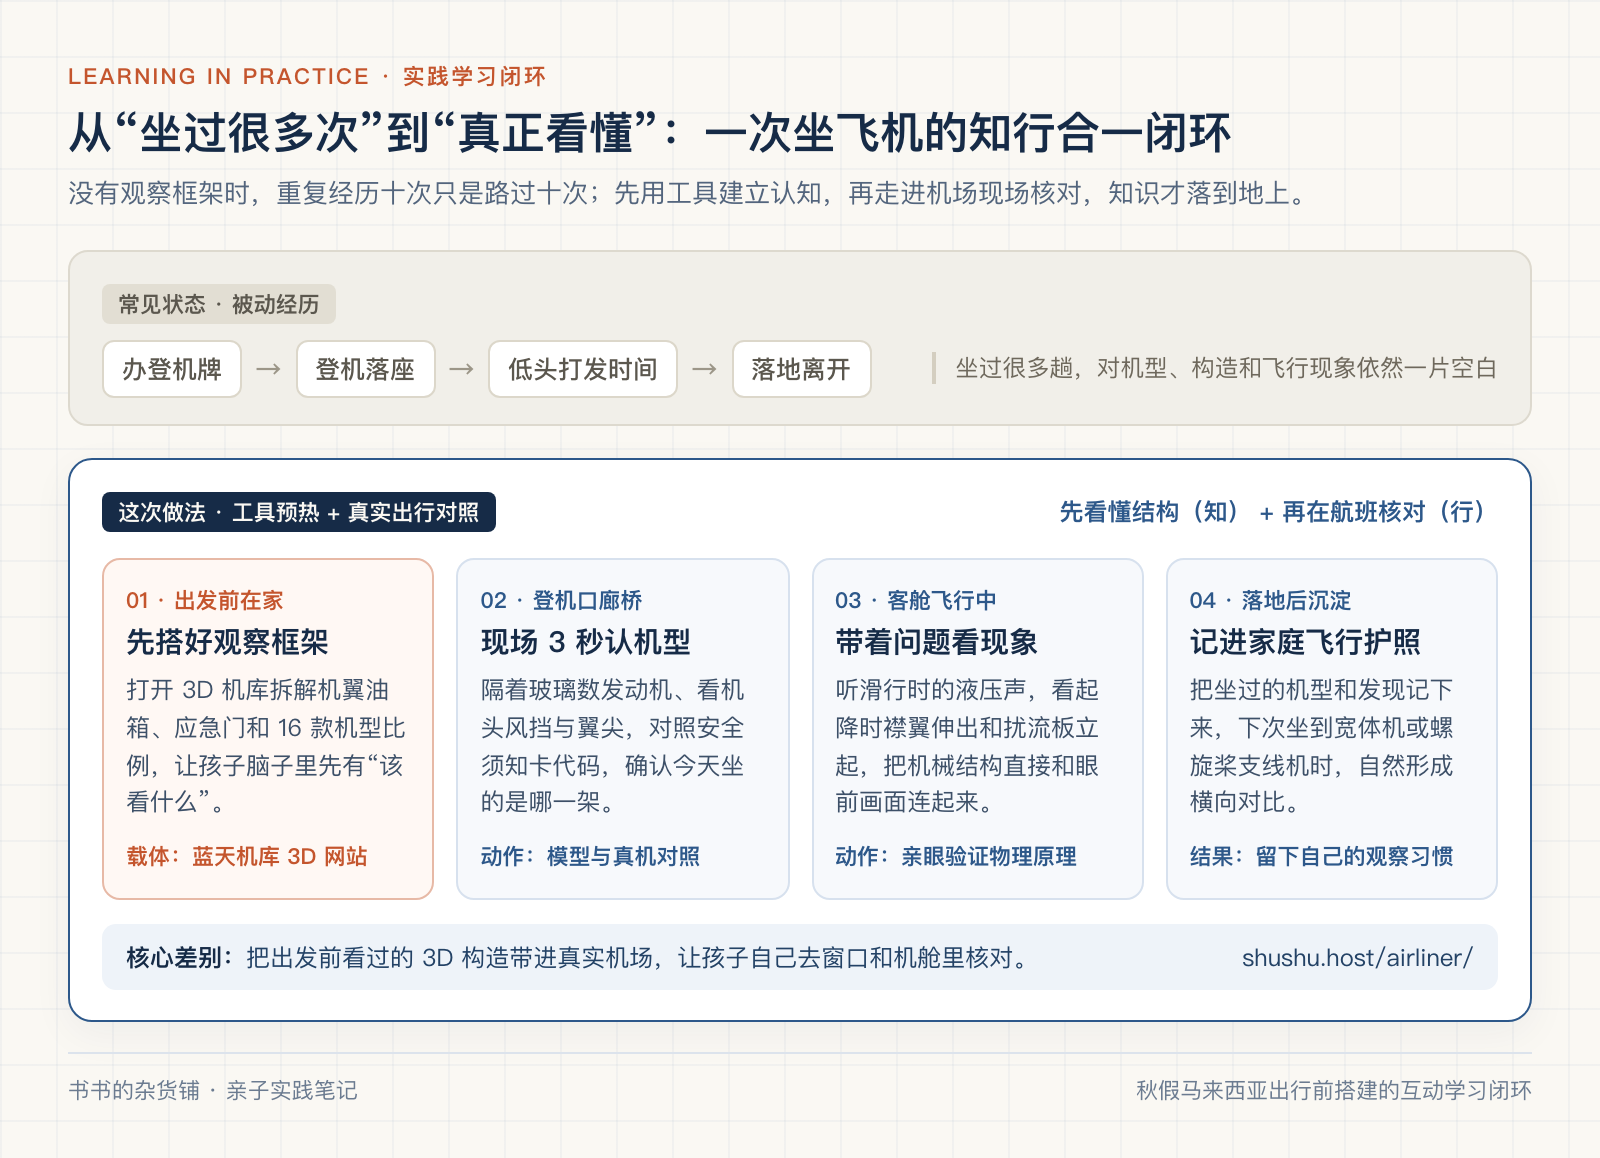 LEARNING IN PRACTICE · 实践学习闭环
从“坐过很多次”到“真正看懂”：一次坐飞机的知行合一闭环
没有观察框架时，重复经历十次只是路过十次；先用工具建立认知，再走进机场现场核对，知识才落到地上。
常见状态 · 被动经历
办登机牌 → 登机落座 → 低头打发时间 → 落地离开
坐过很多趟，对机型、构造和飞行现象依然一片空白
这次做法 · 工具预热 + 真实出行对照
先看懂结构（知） + 再在航班核对（行）
01 · 出发前在家
先搭好观察框架
打开 3D 机库拆解机翼油
箱、应急门和 16 款机型比
例，让孩子脑子里先有“该
看什么”。
载体：蓝天机库 3D 网站
02 · 登机口廊桥
现场 3 秒认机型
隔着玻璃数发动机、看机
头风挡与翼尖，对照安全
须知卡代码，确认今天坐
的是哪一架。
动作：模型与真机对照
03 · 客舱飞行中
带着问题看现象
听滑行时的液压声，看起
降时襟翼伸出和扰流板立
起，把机械结构直接和眼
前画面连起来。
动作：亲眼验证物理原理
04 · 落地后沉淀
记进家庭飞行护照
把坐过的机型和发现记下
来，下次坐到宽体机或螺
旋桨支线机时，自然形成
横向对比。
结果：留下自己的观察习惯
核心差别：把出发前看过的 3D 构造带进真实机场，让孩子自己去窗口和机舱里核对。
shushu.host/airliner/
书书的杂货铺 · 亲子实践笔记
秋假马来西亚出行前搭建的互动学习闭环